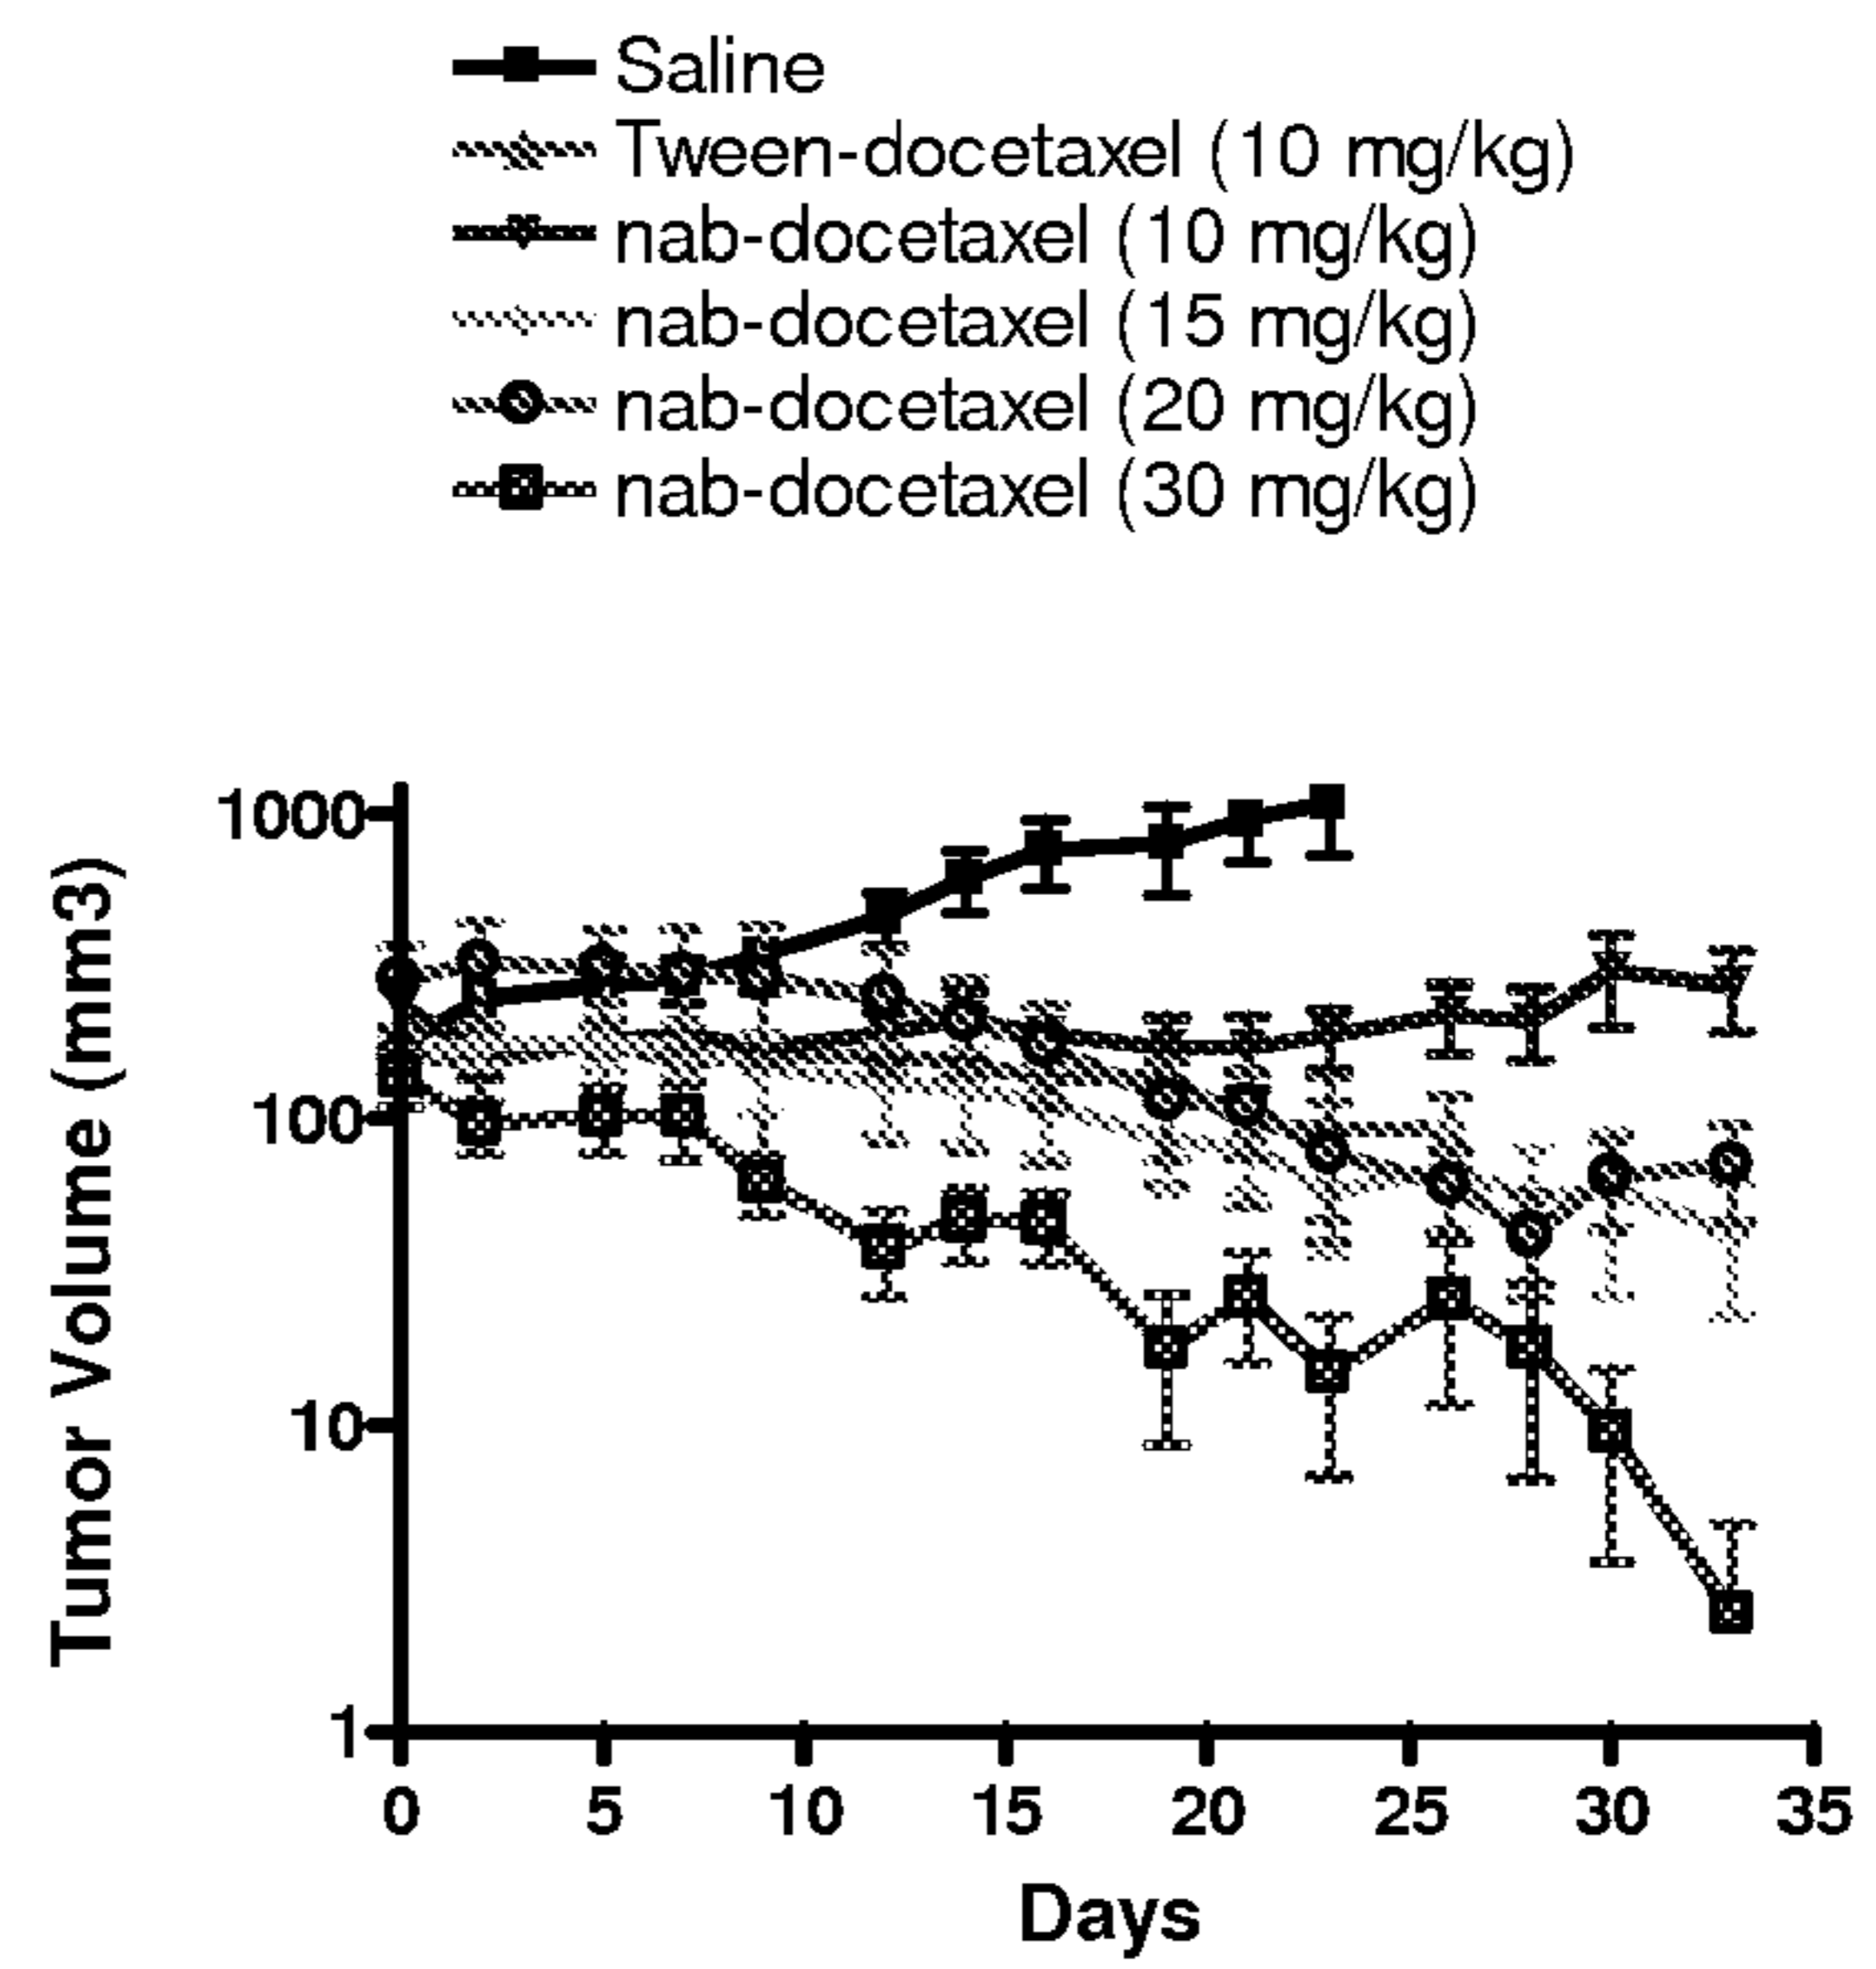 Saline
Tween-docetaxel (10 mg/kg)
nab-docetaxel (10 mg/kg)
nab-docetaxel (15 mg/kg)
nab-docetaxel (20 mg/kg)
nab-docetaxel (30 mg/kg)
1000
100
10
1
Tumor Volume (mm3)
0 5 10 15 20 25 30 35
Days